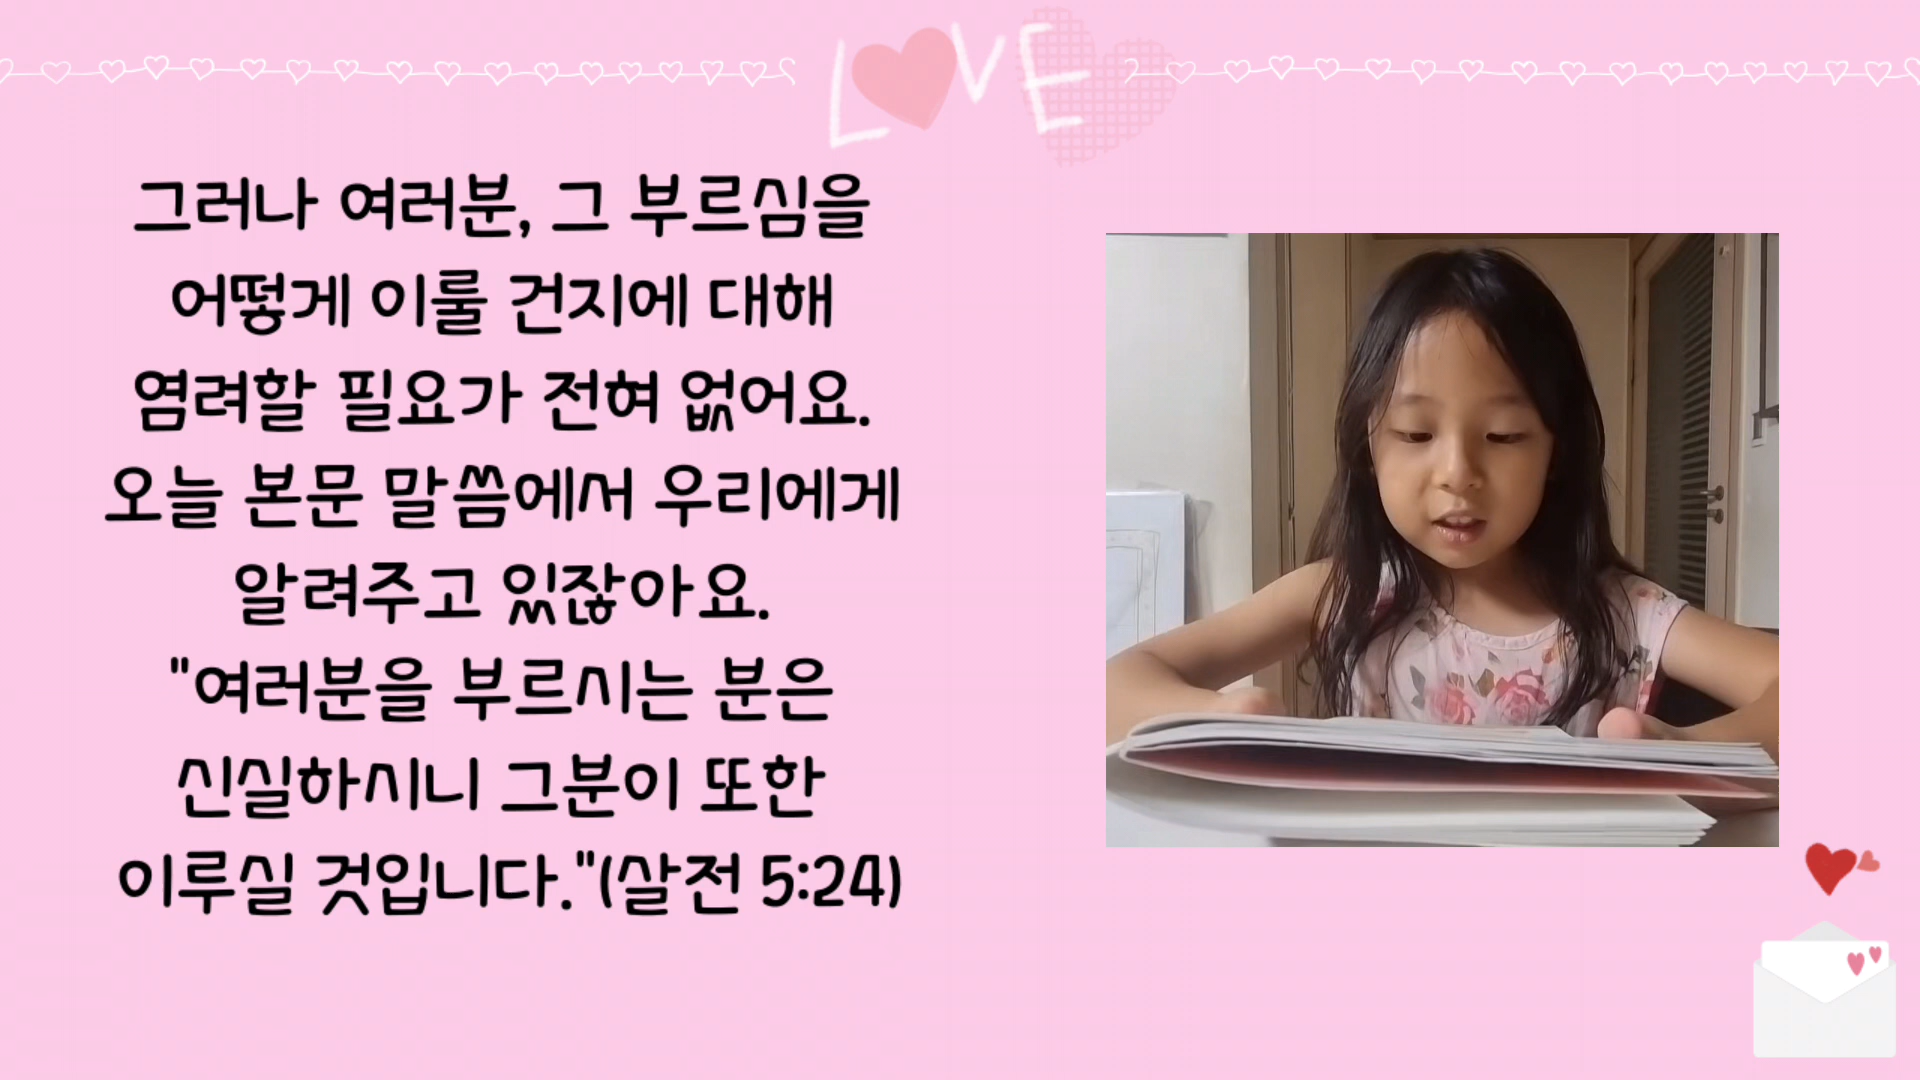 LOVE
그러나 여러분, 그 부르심을
어떻게 이룰 건지에 대해
염려할 필요가 전혀 없어요.
오늘 본문 말씀에서 우리에게
알려주고 있잖아요.
"여러분을 부르시는 분은
신실하시니 그분이 또한
이루실 것입니다."(살전 5:24)